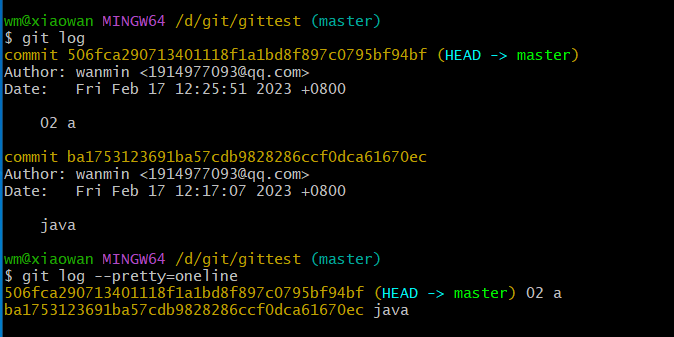 wm@xiaowan MINGW64 /d/git/gittest (master)
$ git log
commit 506fca290713401118f1a1bd8f897c0795bf94bf (HEAD -> master)
Author: wanmin <1914977093@qq.com>
Date:   Fri Feb 17 12:25:51 2023 +0800
    02 a
commit ba1753123691ba57cdb9828286ccf0dca61670ec
Author: wanmin <1914977093@qq.com>
Date:   Fri Feb 17 12:17:07 2023 +0800
    java
wm@xiaowan MINGW64 /d/git/gittest (master)
$ git log --pretty=oneline
506fca290713401118f1a1bd8f897c0795bf94bf (HEAD -> master) 02 a
ba1753123691ba57cdb9828286ccf0dca61670ec java